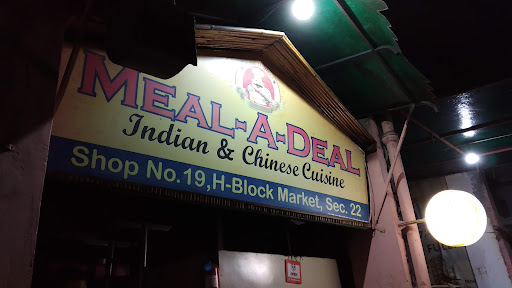 MEAL-A-DEAL
Indian & Chinese Cuisine
Shop No.19,H-Block Market, Sec. 22